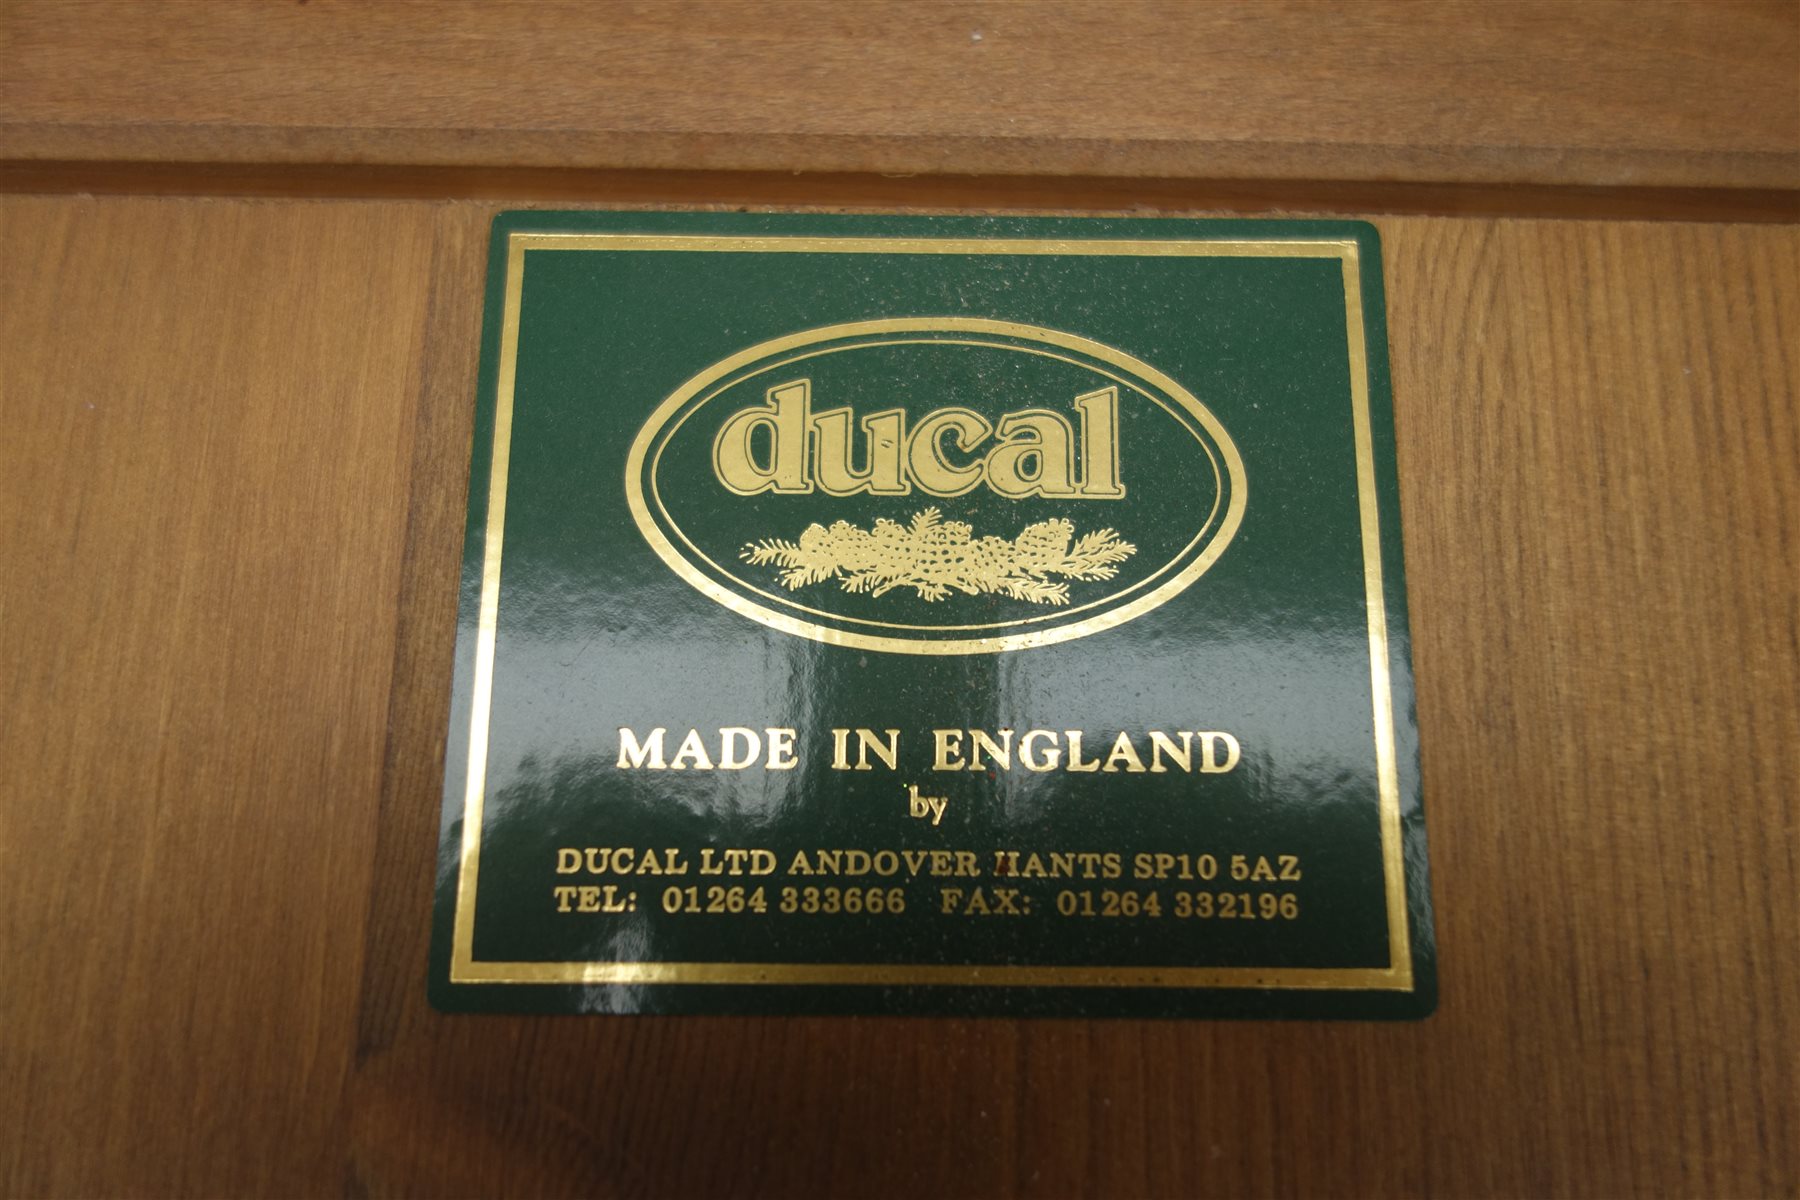 ducal
MADE IN ENGLAND
by
DUCAL LTD ANDOVER HANTS SP10 5AZ
TEL: 01264 333666 FAX: 01264 332196